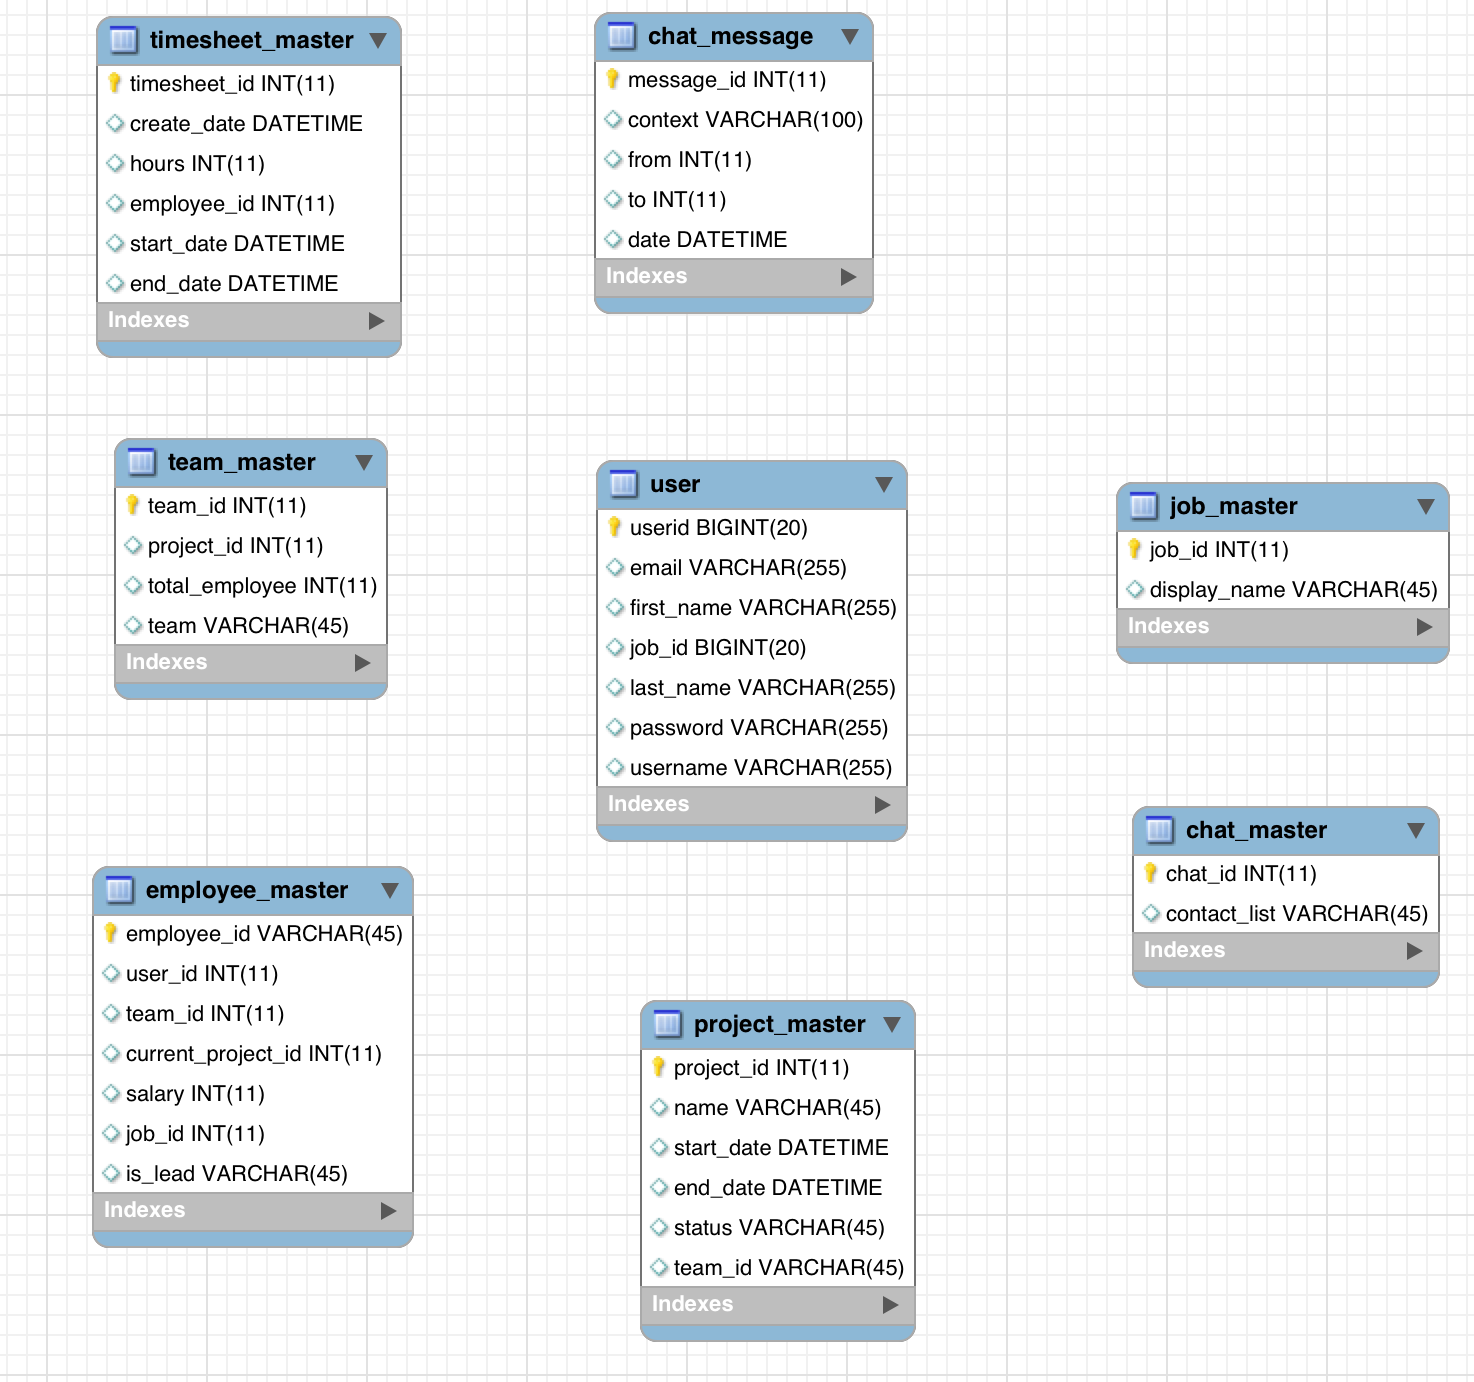 timesheet_master
timesheet_id INT(11)
create_date DATETIME
hours INT(11)
employee_id INT(11)
start_date DATETIME
end_date DATETIME
Indexes
chat_message
message_id INT(11)
context VARCHAR(100)
from INT(11)
to INT(11)
date DATETIME
Indexes
team_master
team_id INT(11)
project_id INT(11)
total_employee INT(11)
team VARCHAR(45)
Indexes
user
userid BIGINT(20)
email VARCHAR(255)
first_name VARCHAR(255)
job_id BIGINT(20)
last_name VARCHAR(255)
password VARCHAR(255)
username VARCHAR(255)
Indexes
job_master
job_id INT(11)
display_name VARCHAR(45)
Indexes
chat_master
chat_id INT(11)
contact_list VARCHAR(45)
Indexes
employee_master
employee_id VARCHAR(45)
user_id INT(11)
team_id INT(11)
current_project_id INT(11)
salary INT(11)
job_id INT(11)
is_lead VARCHAR(45)
Indexes
project_master
project_id INT(11)
name VARCHAR(45)
start_date DATETIME
end_date DATETIME
status VARCHAR(45)
team_id VARCHAR(45)
Indexes